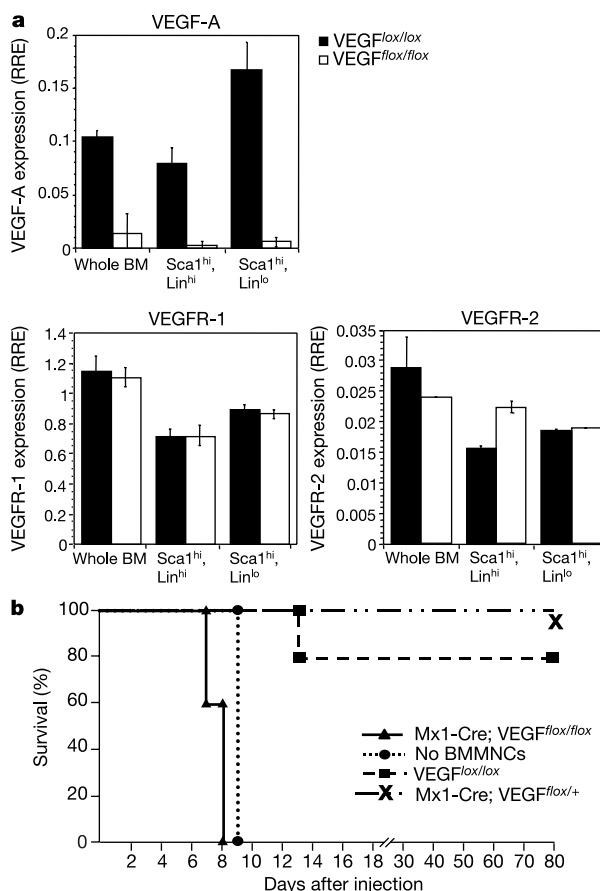 a
VEGF-A
VEGF-A expression (RRE)
0.2
0.15
0.1
0.05
0
Whole BM
Sca1hi,
Linhi
Sca1hi,
Linlo
VEGFlox/lox
VEGFflox/flox
VEGFR-1
VEGFR-1 expression (RRE)
1.4
1.2
1
0.8
0.6
0.4
0.2
0
Whole BM
Sca1hi,
Linhi
Sca1hi,
Linlo
VEGFR-2
VEGFR-2 expression (RRE)
0.035
0.03
0.025
0.02
0.015
0.01
0.005
0
Whole BM
Sca1hi,
Linhi
Sca1hi,
Linlo
b
Survival (%)
100
80
60
40
20
0
X
Mx1-Cre; VEGFflox/flox
No BMMNCs
VEGFlox/lox
X Mx1-Cre; VEGFflox/+
2 4 6 8 10 12 14 16 18 30 40 50 60 70 80
Days after injection